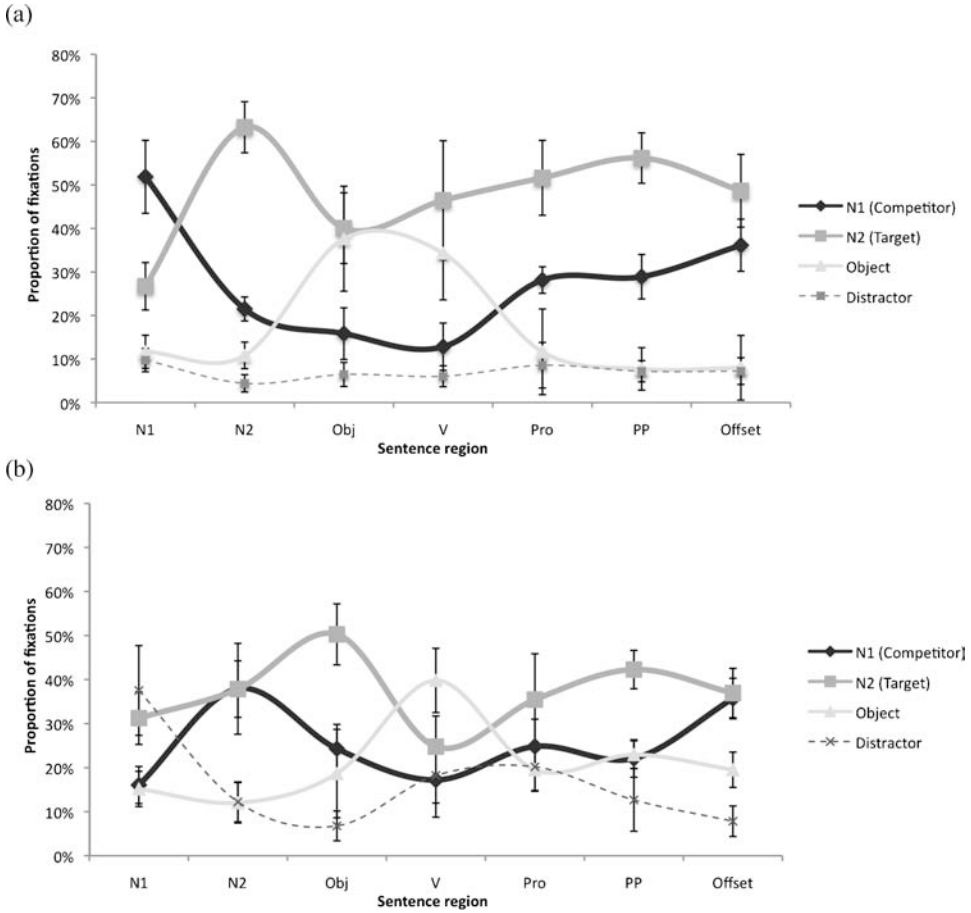 (a)
80%
70%
60%
50%
40%
30%
20%
10%
0%
Proportion of fixations
N1 N2 Obj V Pro PP Offset
Sentence region
N1 (Competitor)
N2 (Target)
Object
Distractor
(b)
80%
70%
60%
50%
40%
30%
20%
10%
0%
Proportion of fixations
N1 N2 Obj V Pro PP Offset
Sentence region
N1 (Competitor)
N2 (Target)
Object
Distractor